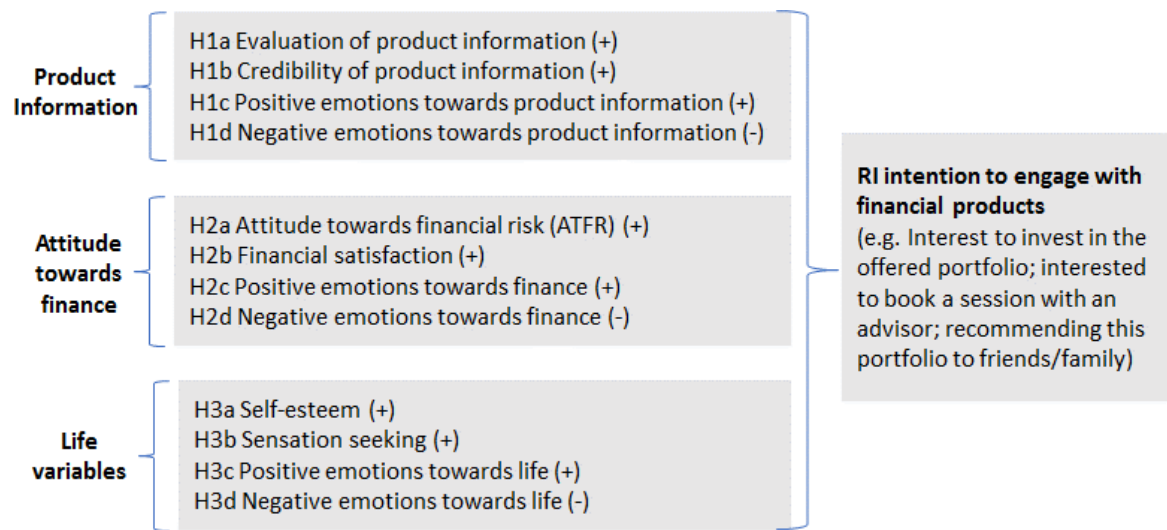 Product
Information
H1a Evaluation of product information (+)
H1b Credibility of product information (+)
H1c Positive emotions towards product information (+)
H1d Negative emotions towards product information (-)
Attitude
towards
finance
H2a Attitude towards financial risk (ATFR) (+)
H2b Financial satisfaction (+)
H2c Positive emotions towards finance (+)
H2d Negative emotions towards finance (-)
Life
variables
H3a Self-esteem (+)
H3b Sensation seeking (+)
H3c Positive emotions towards life (+)
H3d Negative emotions towards life (-)
RI intention to engage with
financial products
(e.g. Interest to invest in the
offered portfolio; interested
to book a session with an
advisor; recommending this
portfolio to friends/family)